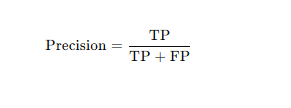 Precision = TP / TP + FP